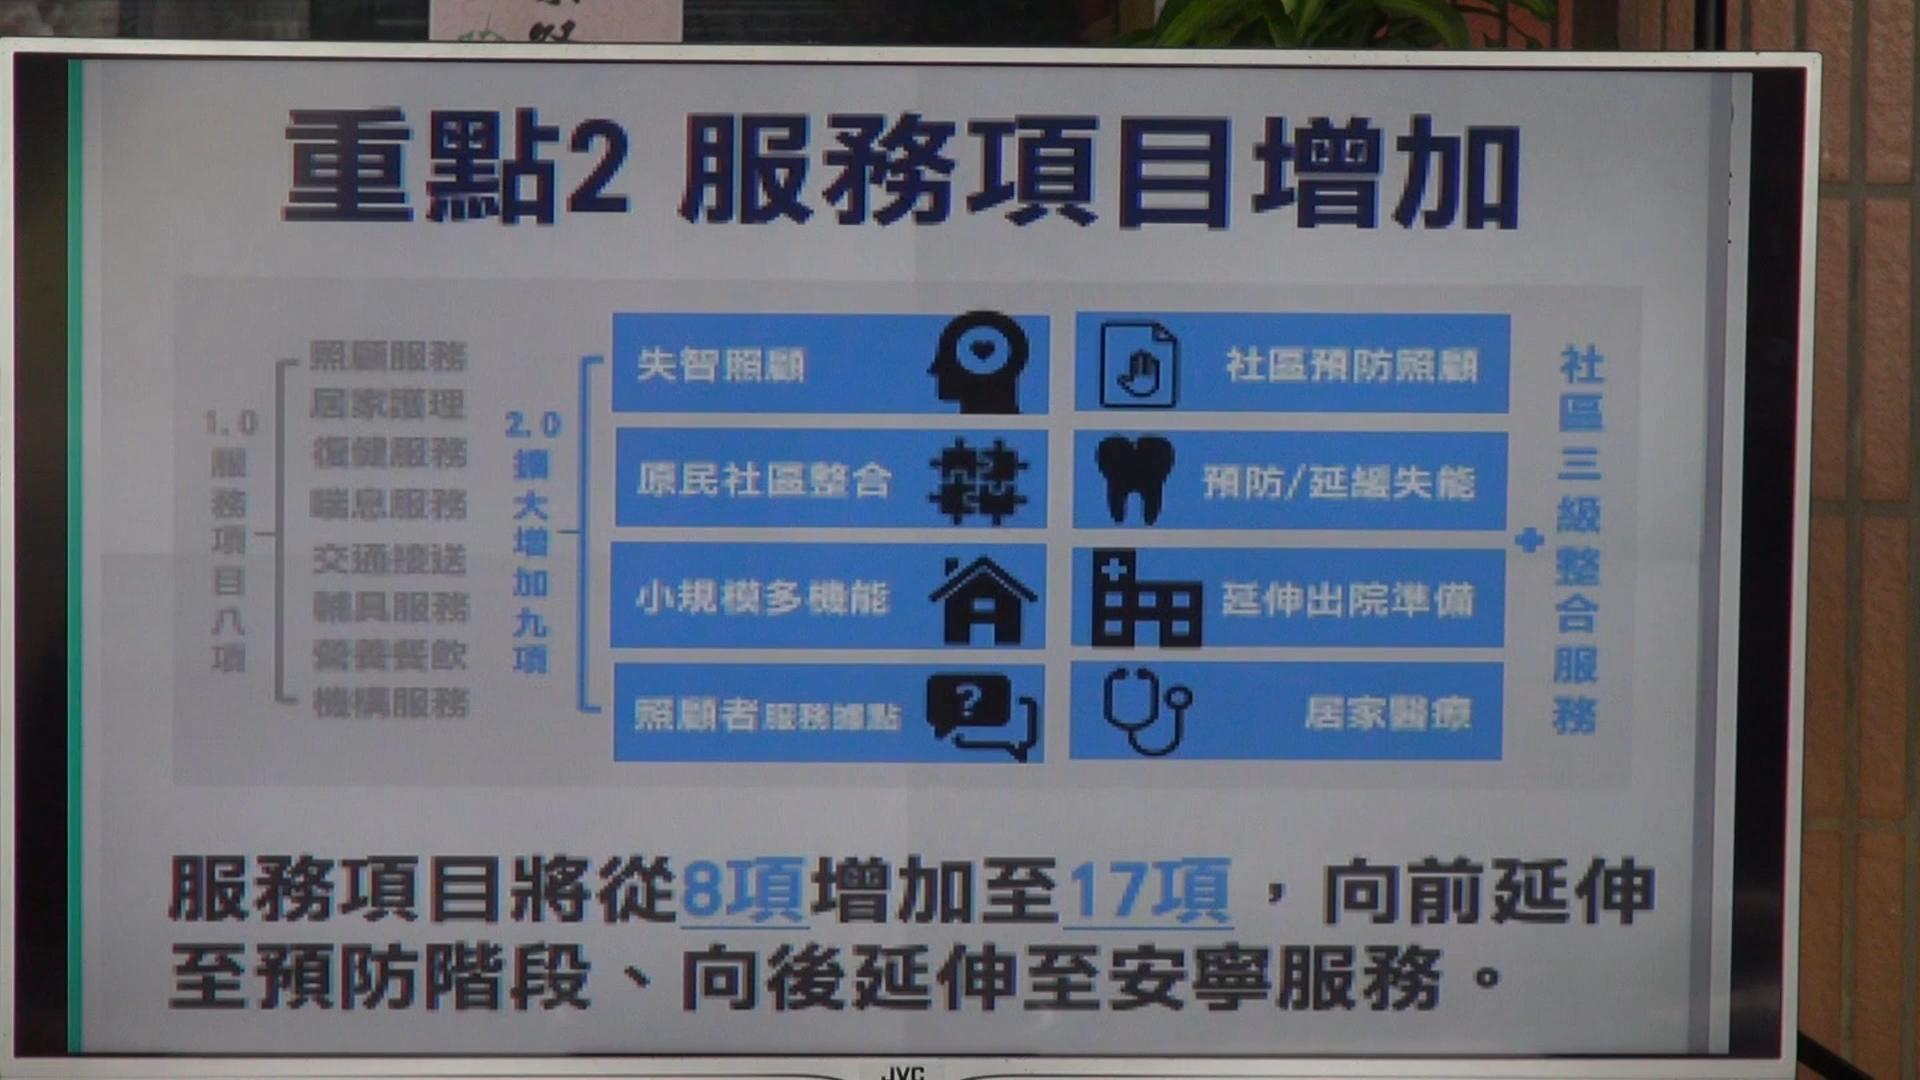 重點2 服務項目增加
1.0服務項目八項
照顧服務
居家護理
復健服務
喘息服務
交通接送
輔具服務
營養餐飲
機構服務
2.0擴大增加九項
失智照顧
社區預防照顧
原民社區整合
預防/延緩失能
小規模多機能
延伸出院準備
照顧者服務據點
居家醫療
+
社區三級整合服務
服務項目將從8項增加至17項，向前延伸
至預防階段、向後延伸至安寧服務。
JVC